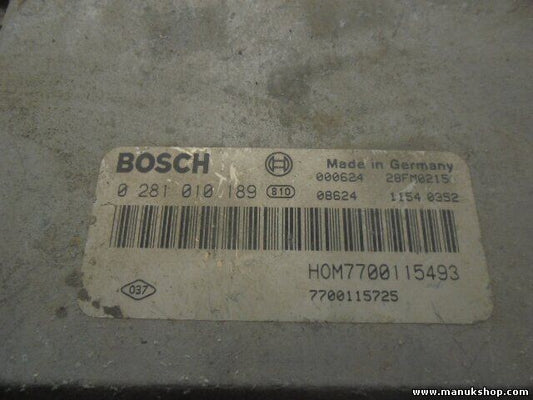 BOSCH Made in Germany
000624 28FM0215
0 281 010 189 810 08624 1154 0352
HOM7700115493
037 7700115725
www.manukshop.com